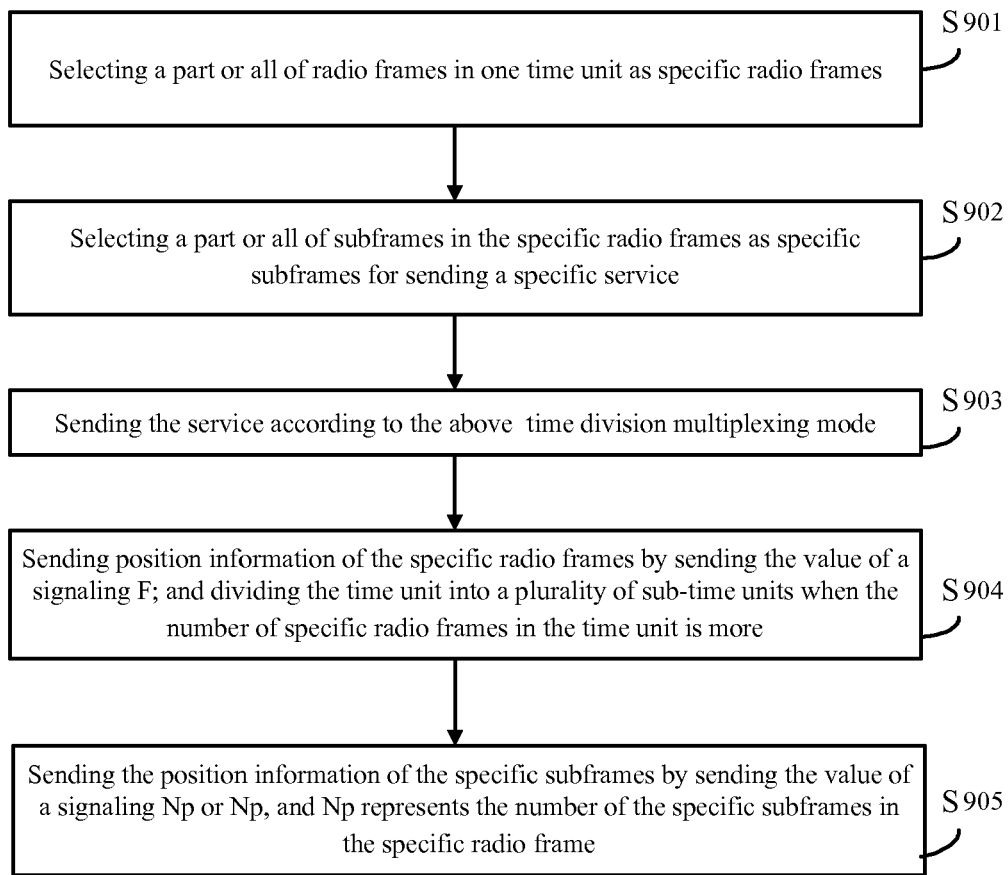 S901
Selecting a part or all of radio frames in one time unit as specific radio frames
S902
Selecting a part or all of subframes in the specific radio frames as specific
subframes for sending a specific service
S903
Sending the service according to the above time division multiplexing mode
Sending position information of the specific radio frames by sending the value of a
signaling F; and dividing the time unit into a plurality of sub-time units when the
number of specific radio frames in the time unit is more
S904
Sending the position information of the specific subframes by sending the value of
a signaling Np or Np, and Np represents the number of the specific subframes in
the specific radio frame
S905